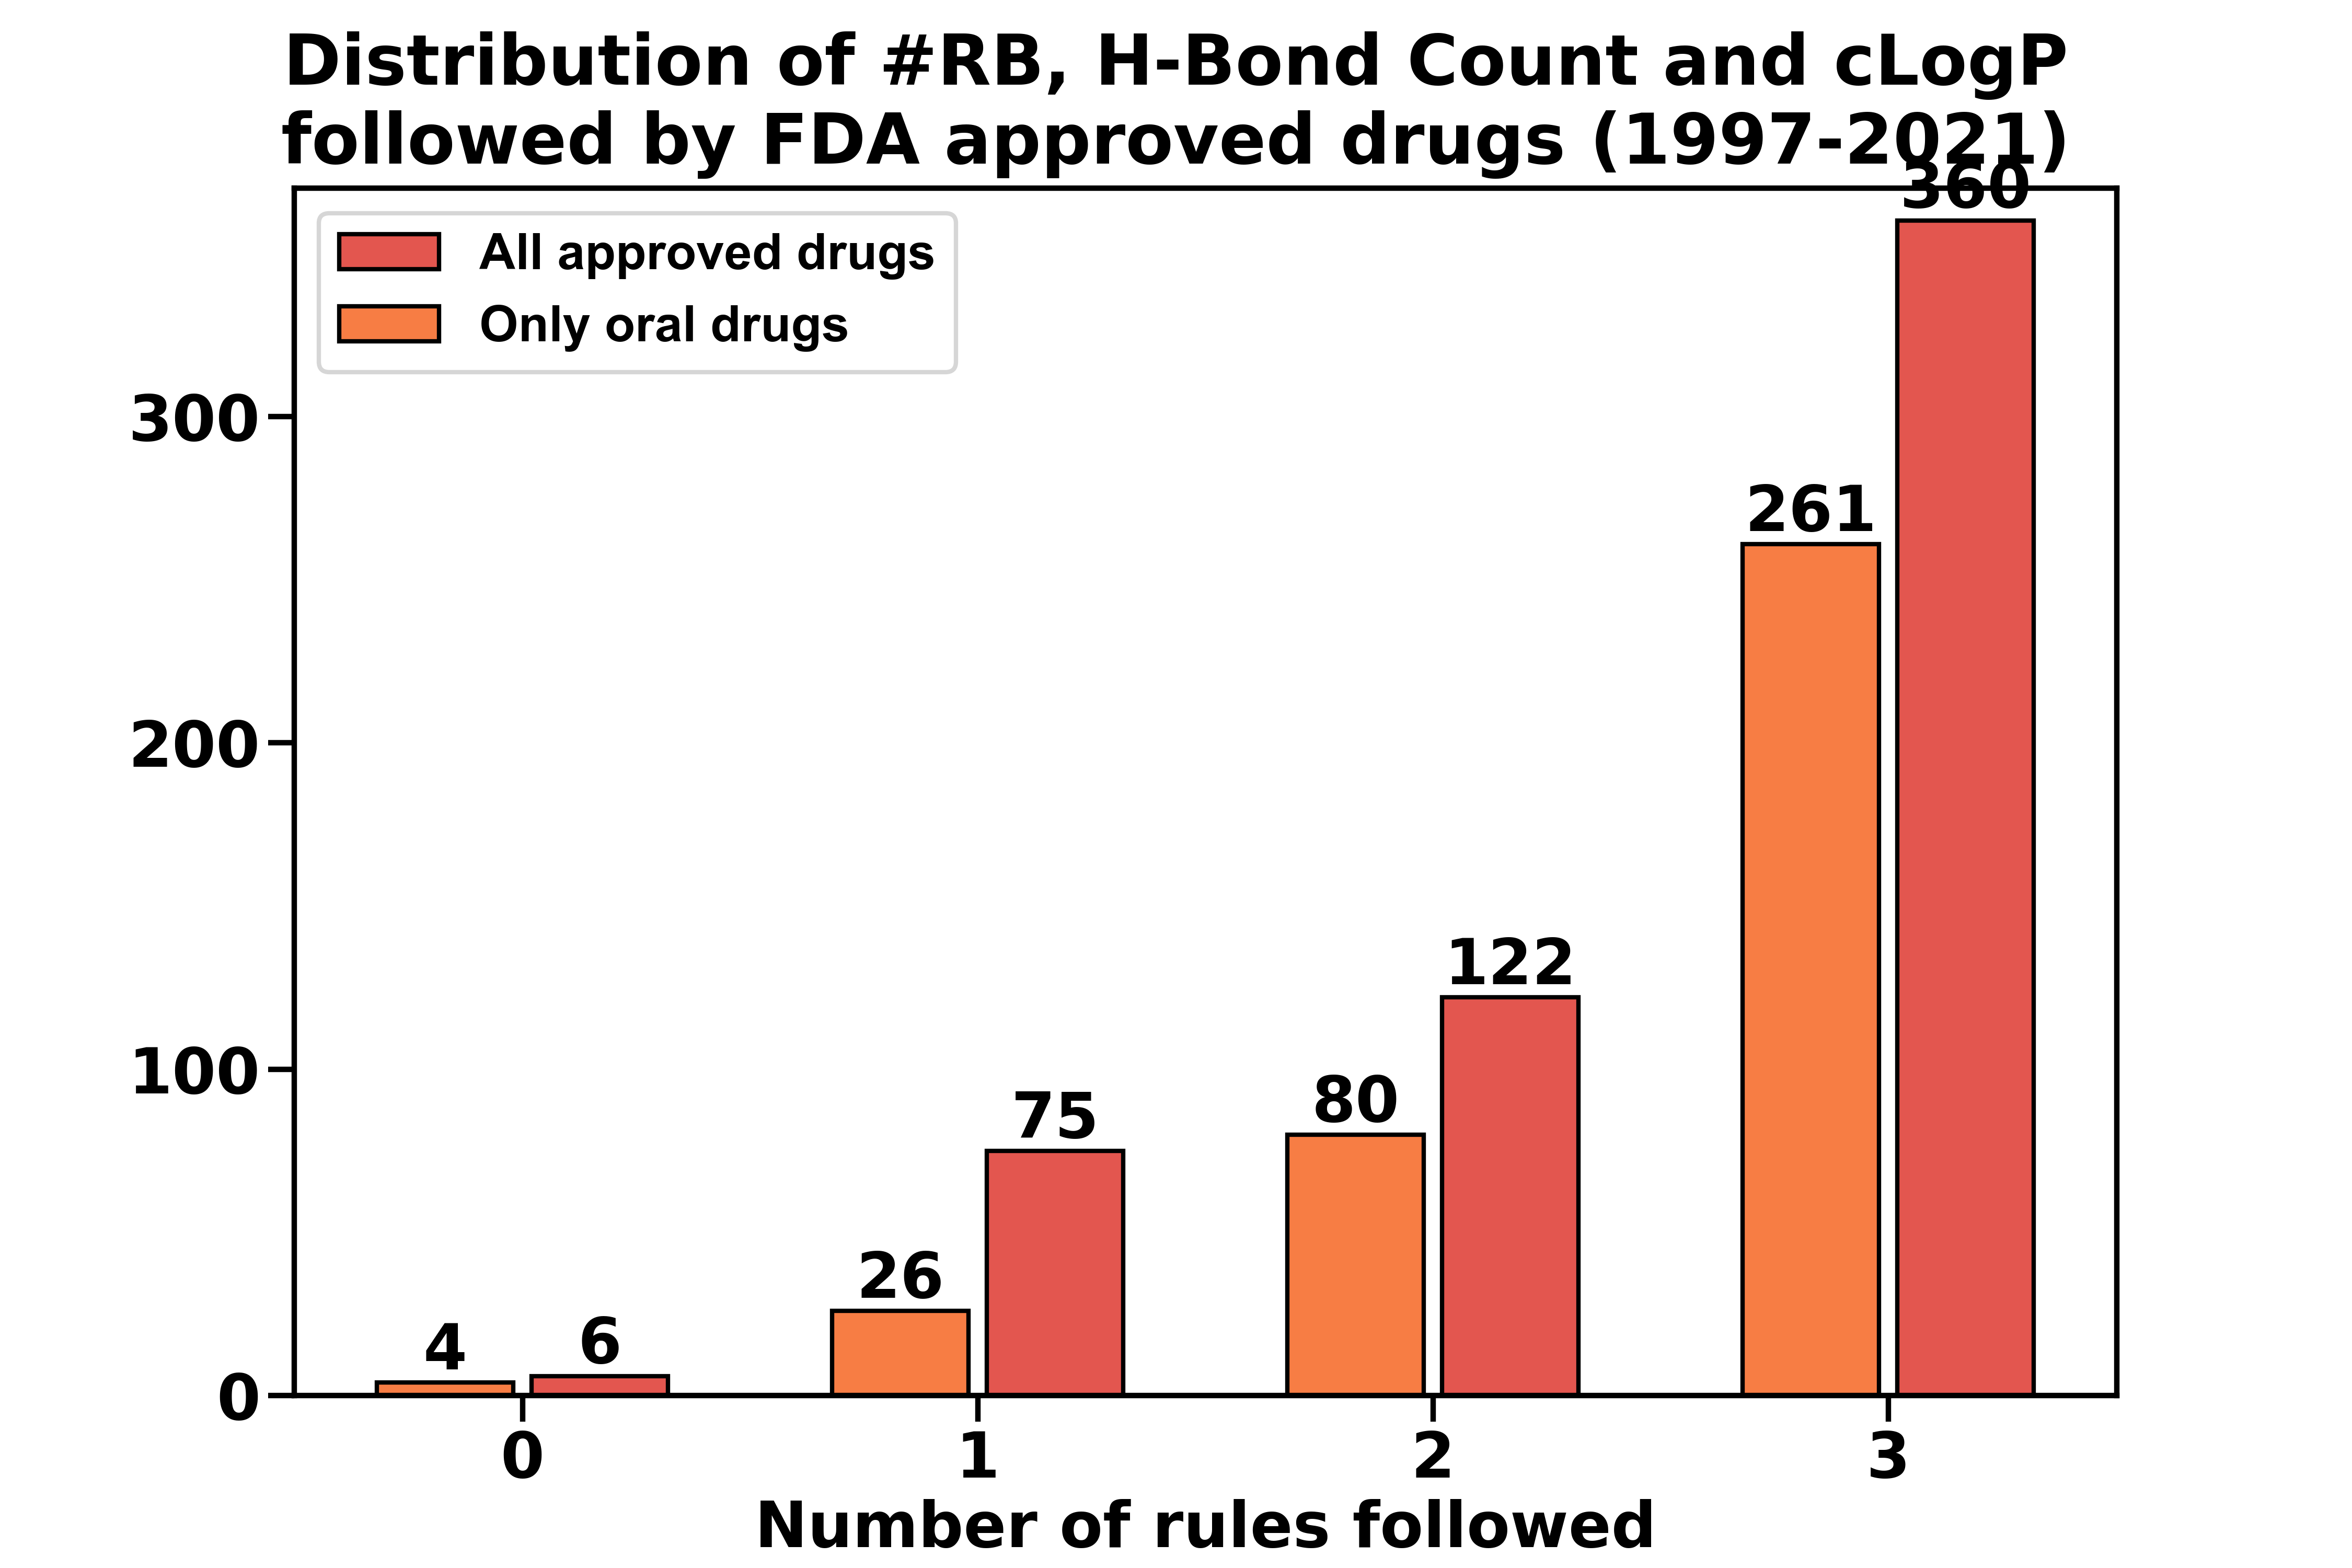 Distribution of #RB, H-Bond Count and cLogP
followed by FDA approved drugs (1997-2021)
All approved drugs
Only oral drugs
360
300
261
200
122
100
80
75
26
4
6
0
0 1 2 3
Number of rules followed